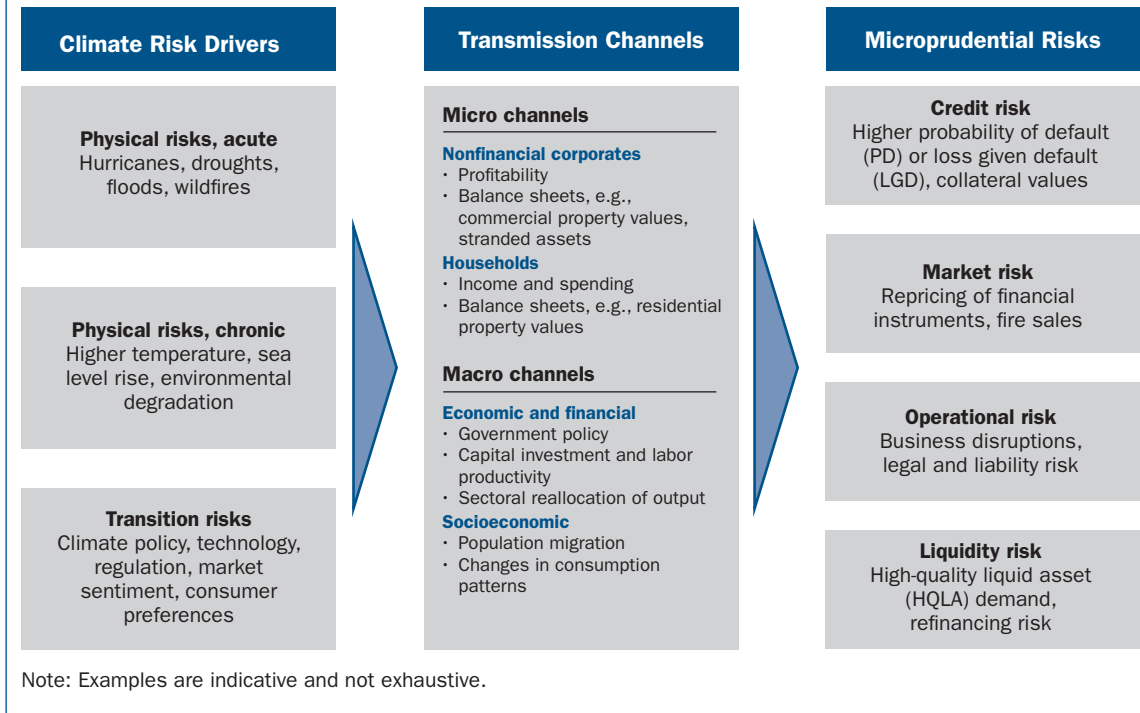 Climate Risk Drivers
Physical risks, acute
Hurricanes, droughts,
floods, wildfires
Physical risks, chronic
Higher temperature, sea
level rise, environmental
degradation
Transition risks
Climate policy, technology,
regulation, market
sentiment, consumer
preferences
Transmission Channels
Micro channels
Nonfinancial corporates
· Profitability
· Balance sheets, e.g.,
commercial property values,
stranded assets
Households
· Income and spending
· Balance sheets, e.g., residential
property values
Macro channels
Economic and financial
· Government policy
· Capital investment and labor
productivity
· Sectoral reallocation of output
Socioeconomic
· Population migration
· Changes in consumption
patterns
Microprudential Risks
Credit risk
Higher probability of default
(PD) or loss given default
(LGD), collateral values
Market risk
Repricing of financial
instruments, fire sales
Operational risk
Business disruptions,
legal and liability risk
Liquidity risk
High-quality liquid asset
(HQLA) demand,
refinancing risk
Note: Examples are indicative and not exhaustive.